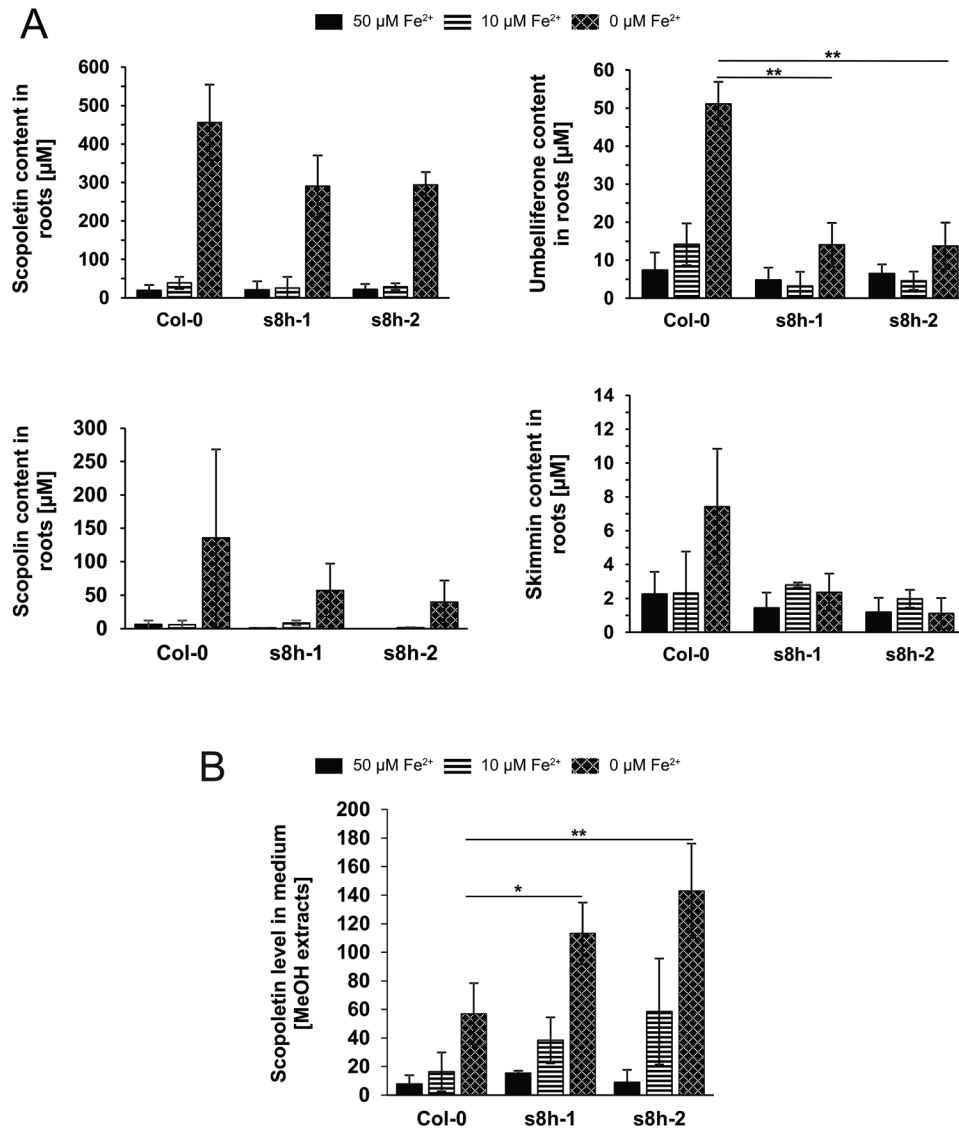 A
50 µM Fe²⁺ 10 µM Fe²⁺ 0 µM Fe²⁺
Scopoletin content in
roots [µM]
600
500
400
300
200
100
0
Col-0 s8h-1 s8h-2
Umbelliferone content
in roots [µM]
**
**
60
50
40
30
20
10
0
Col-0 s8h-1 s8h-2
Scopolin content in
roots [µM]
300
250
200
150
100
50
0
Col-0 s8h-1 s8h-2
Skimmin content in
roots [µM]
14
12
10
8
6
4
2
0
Col-0 s8h-1 s8h-2
B
50 µM Fe²⁺ 10 µM Fe²⁺ 0 µM Fe²⁺
Scopoletin level in medium
[MeOH extracts]
200
180
160
140
120
100
80
60
40
20
0
**
*
Col-0 s8h-1 s8h-2